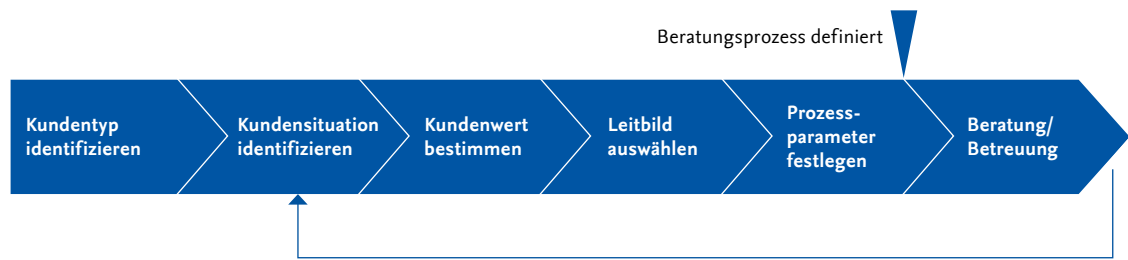 Beratungsprozess definiert
Kundentyp
identifizieren
Kundensituation
identifizieren
Kundenwert
bestimmen
Leitbild
auswählen
Prozess-
parameter
festlegen
Beratung/
Betreuung